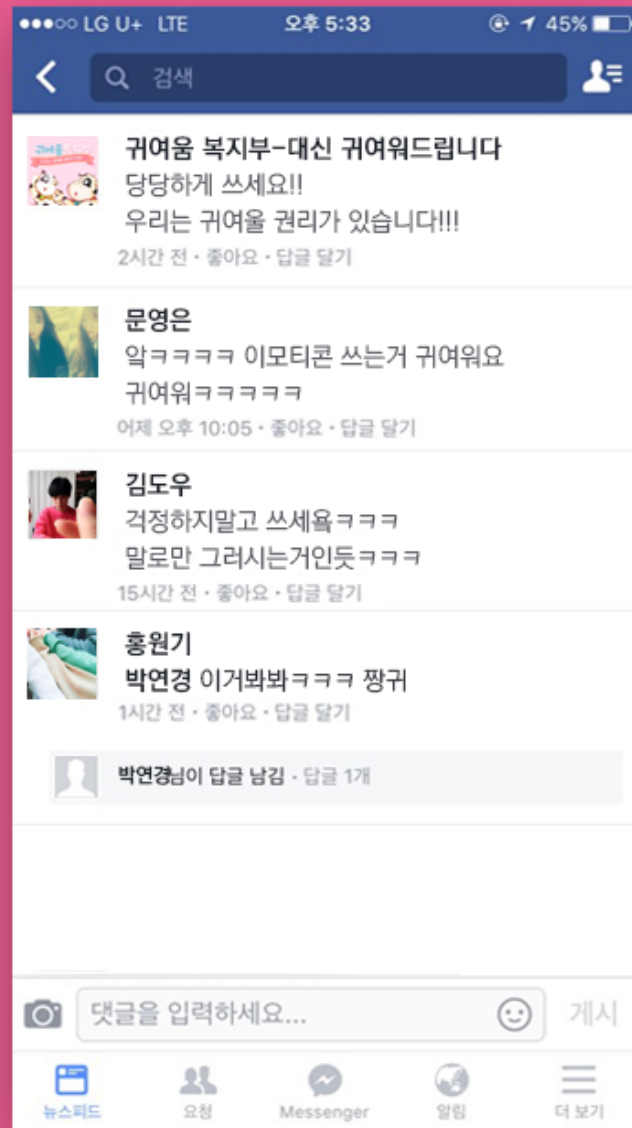 LG U+ LTE 오후 5:33 45%
검색
귀여움 복지부-대신 귀여워드립니다
당당하게 쓰세요!!
우리는 귀여울 권리가 있습니다!!!
2시간 전 · 좋아요 · 답글 달기
문영은
앜ㅋㅋㅋㅋ 이모티콘 쓰는거 귀여워요
귀여워ㅋㅋㅋㅋㅋ
어제 오후 10:05 · 좋아요 · 답글 달기
김도우
걱정하지말고 쓰세욬ㅋㅋㅋ
말로만 그러시는거인듯ㅋㅋㅋ
15시간 전 · 좋아요 · 답글 달기
홍원기
박연경 이거봐봐ㅋㅋㅋ 짱귀
1시간 전 · 좋아요 · 답글 달기
박연경님이 답글 남김 · 답글 1개
댓글을 입력하세요... 게시
뉴스피드 요청 Messenger 알림 더 보기